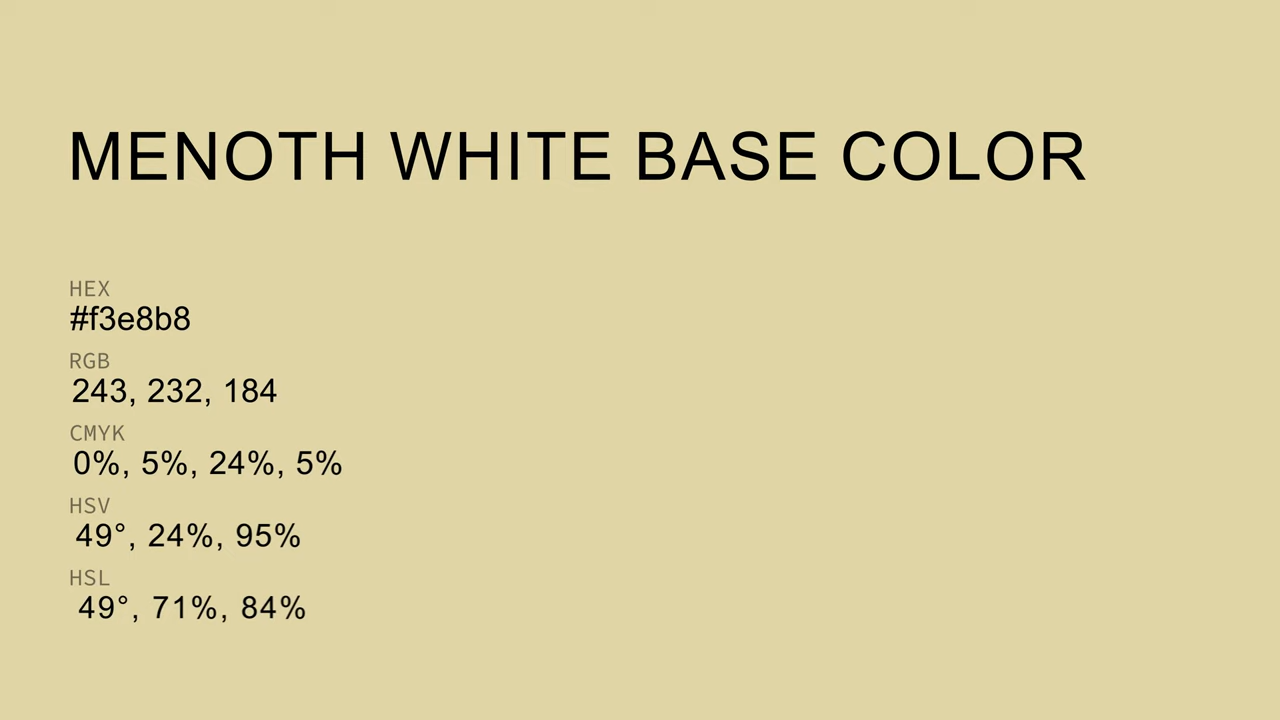 MENOTH WHITE BASE COLOR
HEX
#f3e8b8
RGB
243, 232, 184
CMYK
0%, 5%, 24%, 5%
HSV
49°, 24%, 95%
HSL
49°, 71%, 84%